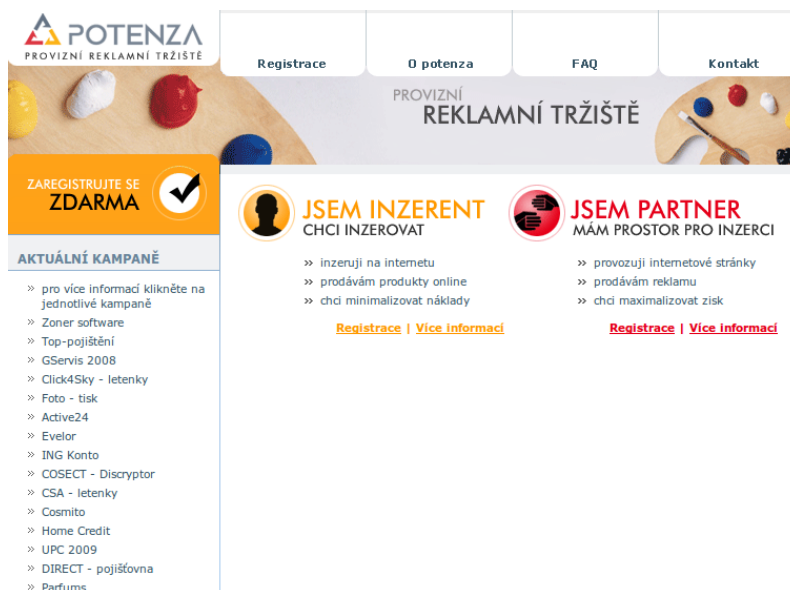 POTENZA
PROVIZNÍ REKLAMNÍ TRŽIŠTĚ
Registrace
O potenza
FAQ
Kontakt
PROVIZNÍ
REKLAMNÍ TRŽIŠTĚ
ZAREGISTRUJTE SE
ZDARMA
AKTUÁLNÍ KAMPANĚ
» pro více informací klikněte na
jednotlivé kampaně
» Zoner software
» Top-pojištění
» GServis 2008
» Click4Sky - letenky
» Foto - tisk
» Active24
» Evelor
» ING Konto
» COSECT - Discryptor
» CSA - letenky
» Cosmito
» Home Credit
» UPC 2009
» DIRECT - pojišťovna
» Parfums
JSEM INZERENT
CHCI INZEROVAT
» inzeruji na internetu
» prodávám produkty online
» chci minimalizovat náklady
Registrace | Více informací
JSEM PARTNER
MÁM PROSTOR PRO INZERCI
» provozuji internetové stránky
» prodávám reklamu
» chci maximalizovat zisk
Registrace | Více informací